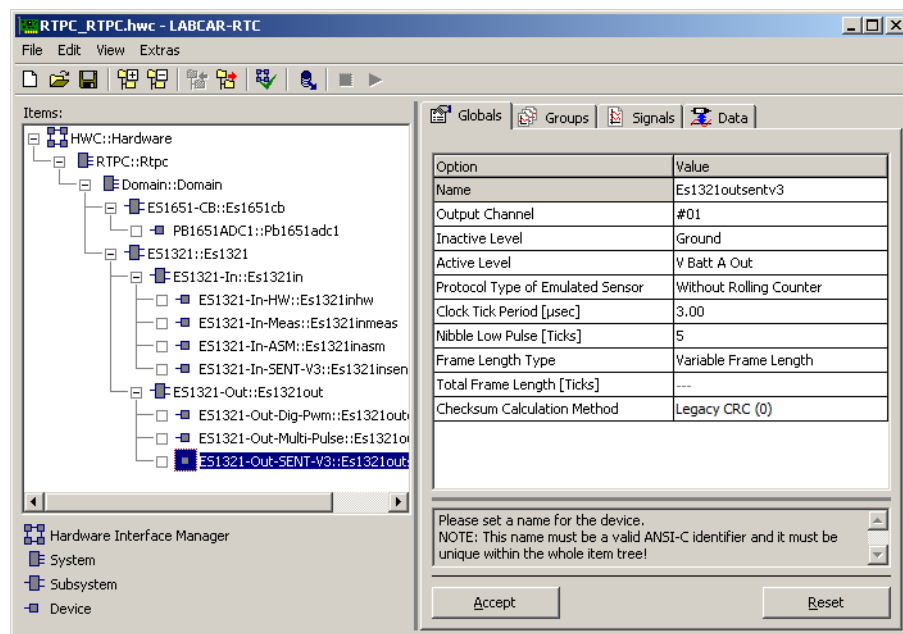 RTPC_RTPC.hwc - LABCAR-RTC
File Edit View Extras
Items:
HWC::Hardware
RTPC::Rtpc
Domain::Domain
ES1651-CB::Es1651cb
PB1651ADC1::Pb1651adc1
ES1321::Es1321
ES1321-In::Es1321in
ES1321-In-HW::Es1321inhw
ES1321-In-Meas::Es1321inmeas
ES1321-In-ASM::Es1321inasm
ES1321-In-SENT-V3::Es1321insen
ES1321-Out::Es1321out
ES1321-Out-Dig-Pwm::Es1321out
ES1321-Out-Multi-Pulse::Es1321o
ES1321-Out-SENT-V3::Es1321out
Hardware Interface Manager
System
Subsystem
Device
Globals Groups Signals Data
Option Value
Name Es1321outsentv3
Output Channel #01
Inactive Level Ground
Active Level V Batt A Out
Protocol Type of Emulated Sensor Without Rolling Counter
Clock Tick Period [µsec] 3.00
Nibble Low Pulse [Ticks] 5
Frame Length Type Variable Frame Length
Total Frame Length [Ticks] ---
Checksum Calculation Method Legacy CRC (0)
Please set a name for the device.
NOTE: This name must be a valid ANSI-C identifier and it must be
unique within the whole item tree!
Accept Reset